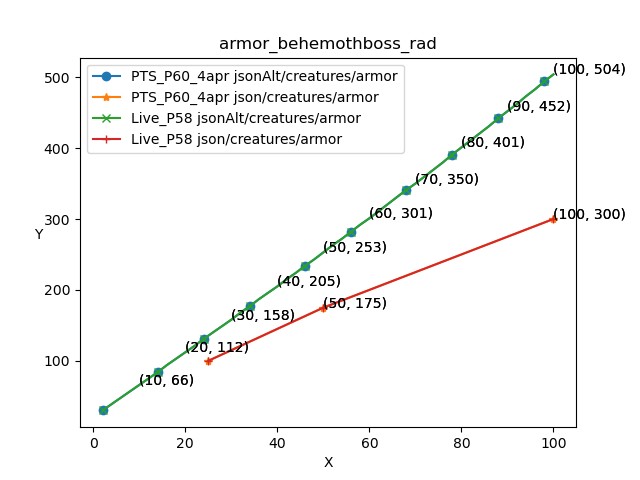 armor_behemothboss_rad
PTS_P60_4apr jsonAlt/creatures/armor
PTS_P60_4apr json/creatures/armor
Live_P58 jsonAlt/creatures/armor
Live_P58 json/creatures/armor
(100, 504)
(90, 452)
(80, 401)
(70, 350)
(60, 301)
(100, 300)
(50, 253)
(40, 205)
(50, 175)
(30, 158)
(20, 112)
(10, 66)
500
400
300
200
100
Y
0 20 40 60 80 100
X